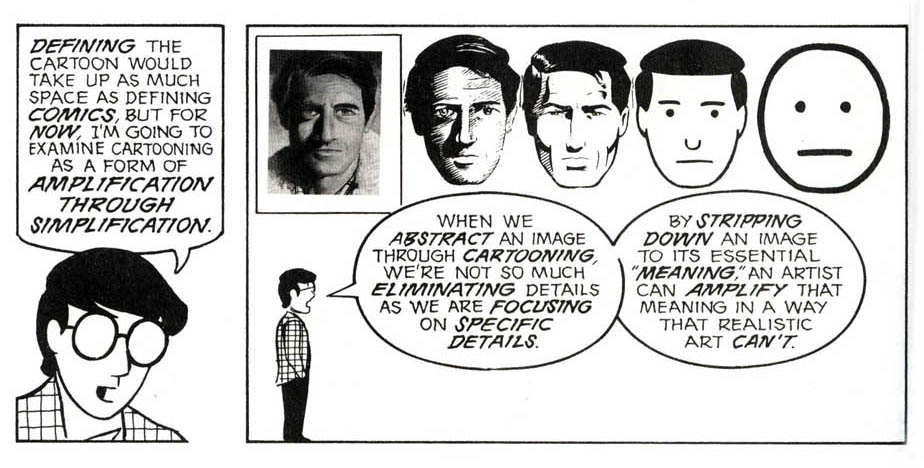 DEFINING THE
CARTOON WOULD
TAKE UP AS MUCH
SPACE AS DEFINING
COMICS, BUT FOR
NOW, I'M GOING TO
EXAMINE CARTOONING
AS A FORM OF
AMPLIFICATION
THROUGH
SIMPLIFICATION.
WHEN WE
ABSTRACT AN IMAGE
THROUGH CARTOONING,
WE'RE NOT SO MUCH
ELIMINATING DETAILS
AS WE ARE FOCUSING
ON SPECIFIC
DETAILS.
BY STRIPPING
DOWN AN IMAGE
TO ITS ESSENTIAL
"MEANING," AN ARTIST
CAN AMPLIFY THAT
MEANING IN A WAY
THAT REALISTIC
ART CAN'T.